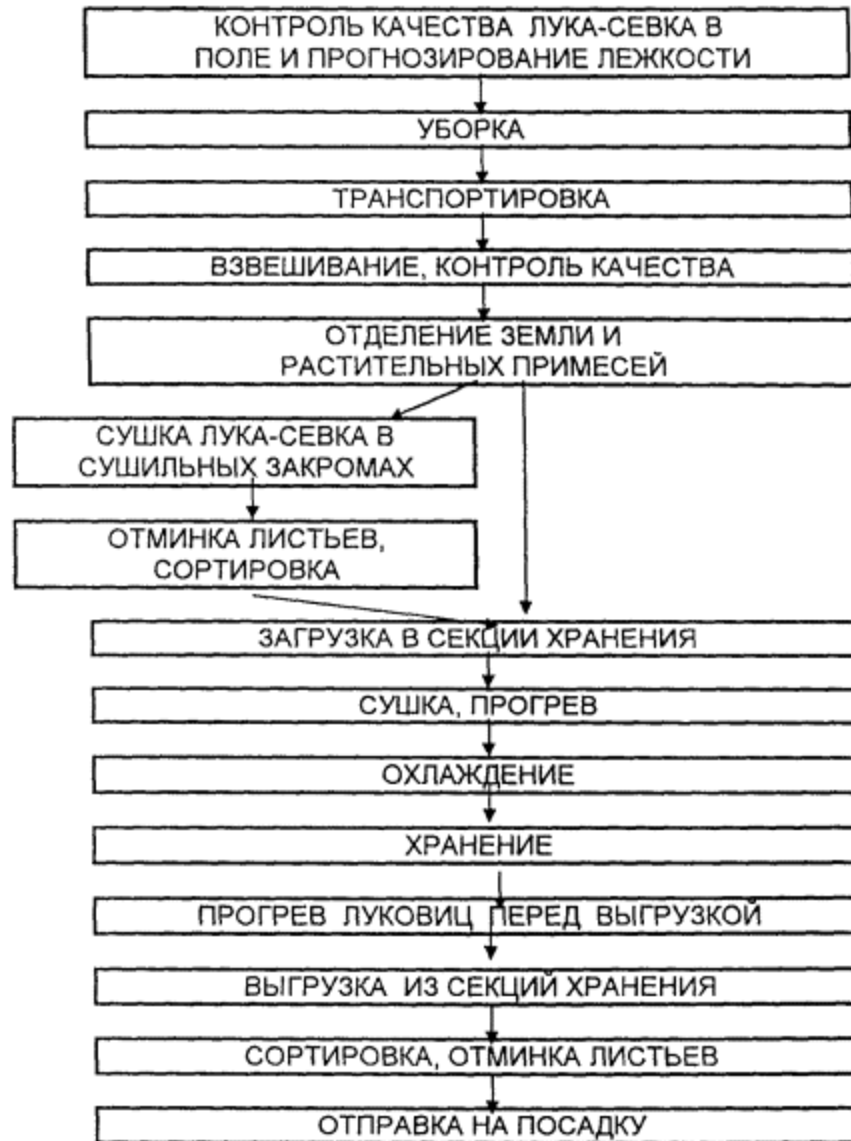 КОНТРОЛЬ КАЧЕСТВА ЛУКА-СЕВКА В
ПОЛЕ И ПРОГНОЗИРОВАНИЕ ЛЕЖКОСТИ
УБОРКА
ТРАНСПОРТИРОВКА
ВЗВЕШИВАНИЕ, КОНТРОЛЬ КАЧЕСТВА
ОТДЕЛЕНИЕ ЗЕМЛИ И
РАСТИТЕЛЬНЫХ ПРИМЕСЕЙ
СУШКА ЛУКА-СЕВКА В
СУШИЛЬНЫХ ЗАКРОМАХ
ОТМИНКА ЛИСТЬЕВ,
СОРТИРОВКА
ЗАГРУЗКА В СЕКЦИИ ХРАНЕНИЯ
СУШКА, ПРОГРЕВ
ОХЛАЖДЕНИЕ
ХРАНЕНИЕ
ПРОГРЕВ ЛУКОВИЦ ПЕРЕД ВЫГРУЗКОЙ
ВЫГРУЗКА ИЗ СЕКЦИЙ ХРАНЕНИЯ
СОРТИРОВКА, ОТМИНКА ЛИСТЬЕВ
ОТПРАВКА НА ПОСАДКУ